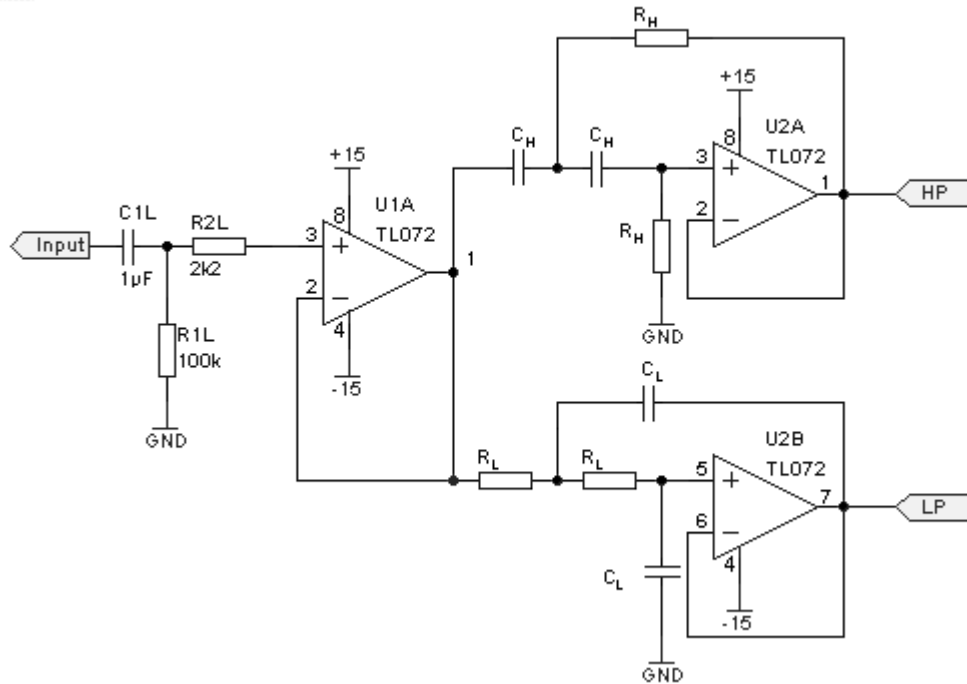 R_H
+15
8
U2A
TL072
C_H
C_H
3
+
1
HP
2
−
R_H
GND
+15
8
U1A
TL072
C1L
R2L
Input
3
+
1
1µF
2k2
2
−
4
R1L
100k
-15
GND
C_L
U2B
TL072
R_L
R_L
5
+
7
LP
6
−
4
C_L
-15
GND